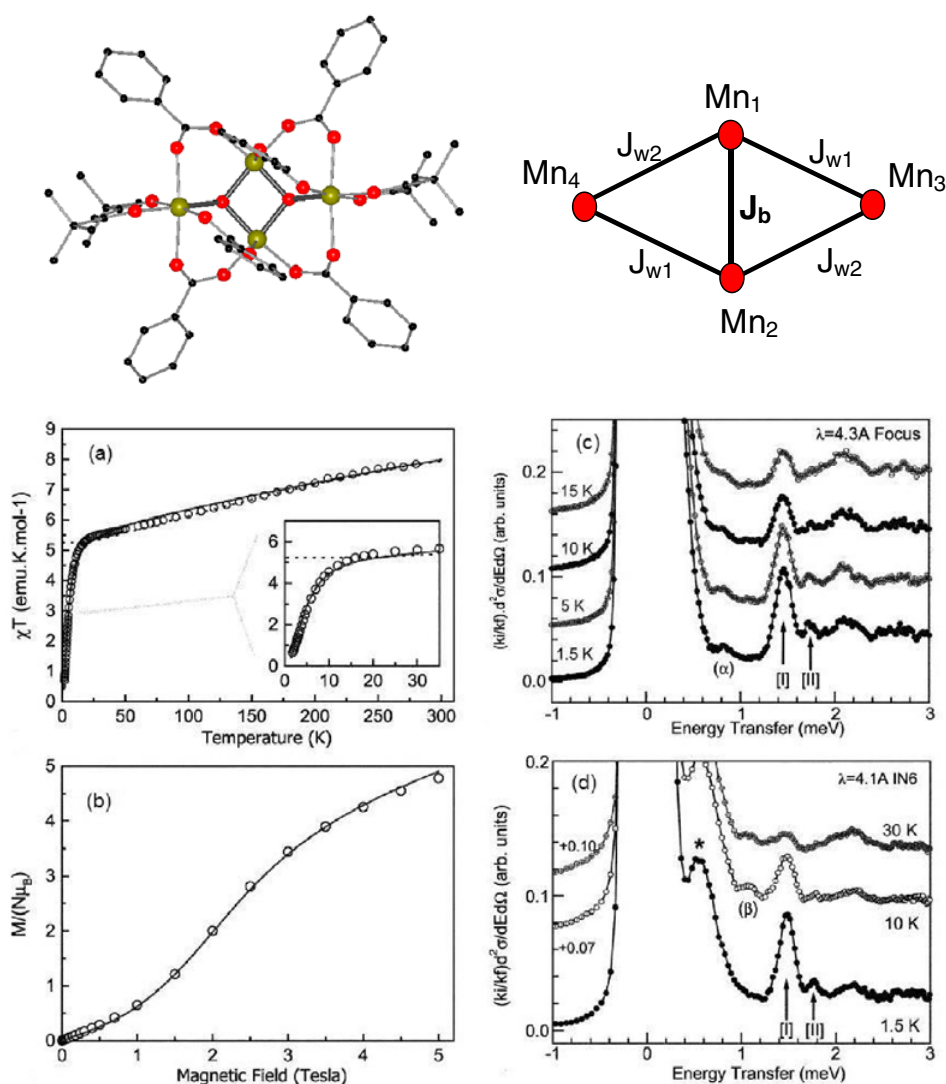 Mn1
Jw2
Jw1
Mn4
Mn3
Jb
Jw1
Jw2
Mn2
(a)
χT (emu.K.mol-1)
9
8
7
6
5
4
3
2
1
0
6
4
2
0
0 10 20 30
0 50 100 150 200 250 300
Temperature (K)
(b)
M/(NμB)
5
4
3
2
1
0
0 1 2 3 4 5
Magnetic Field (Tesla)
(c)
λ=4.3A Focus
(ki/kf).d²σ/dEdΩ (arb. units)
0.2
0.1
0.0
15 K
10 K
5 K
1.5 K
(α)
[I]
[II]
-1 0 1 2 3
Energy Transfer (meV)
(d)
λ=4.1A IN6
(ki/kf)d²σ/dEdΩ (arb. units)
0.2
0.1
0.0
*
30 K
+0.10
(β)
10 K
+0.07
[I]
[II]
1.5 K
-1 0 1 2 3
Energy Transfer (meV)